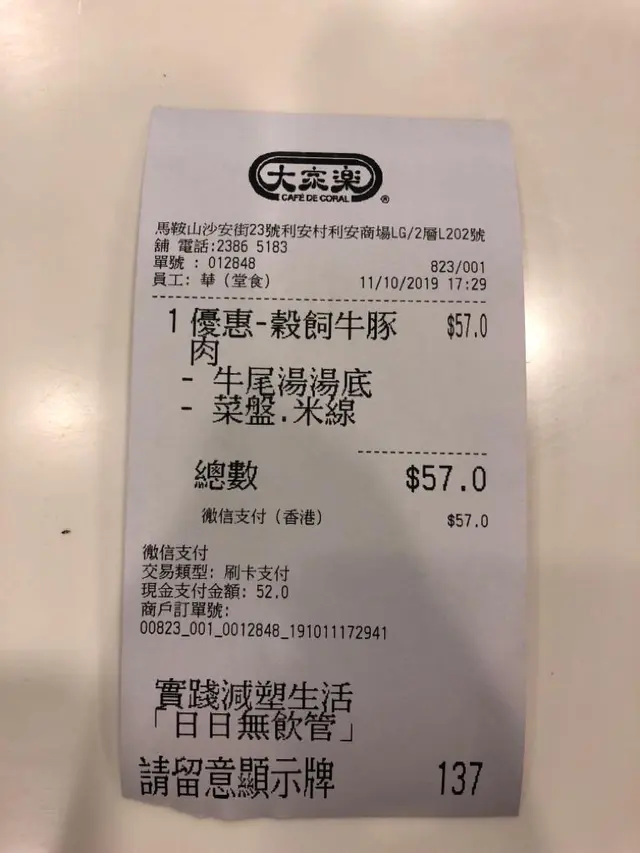 大家樂
CAFÉ DE CORAL ®
馬鞍山沙安街23號利安村利安商場LG/2層L202號
舖 電話:2386 5183
單號 : 012848 823/001
員工: 華 (堂食) 11/10/2019 17:29
1 優惠-穀飼牛豚 $57.0
肉
- 牛尾湯湯底
- 菜盤.米線
總數 $57.0
微信支付 (香港) $57.0
微信支付
交易類型: 刷卡支付
現金支付金額: 52.0
商戶訂單號:
00823_001_0012848_191011172941
實踐減塑生活
「日日無飲管」
請留意顯示牌 137